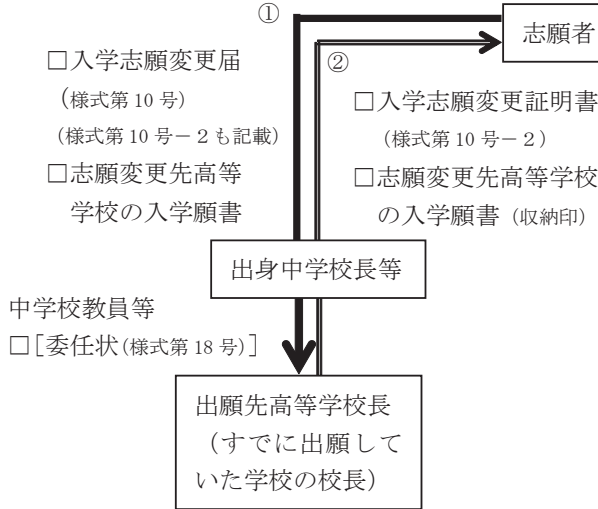 ①
志願者
②
□入学志願変更届
(様式第10号)
(様式第10号−2も記載)
□志願変更先高等
学校の入学願書
□入学志願変更証明書
(様式第10号−2)
□志願変更先高等学校
の入学願書 (収納印)
出身中学校長等
中学校教員等
□[委任状(様式第18号)]
出願先高等学校長
(すでに出願して
いた学校の校長)